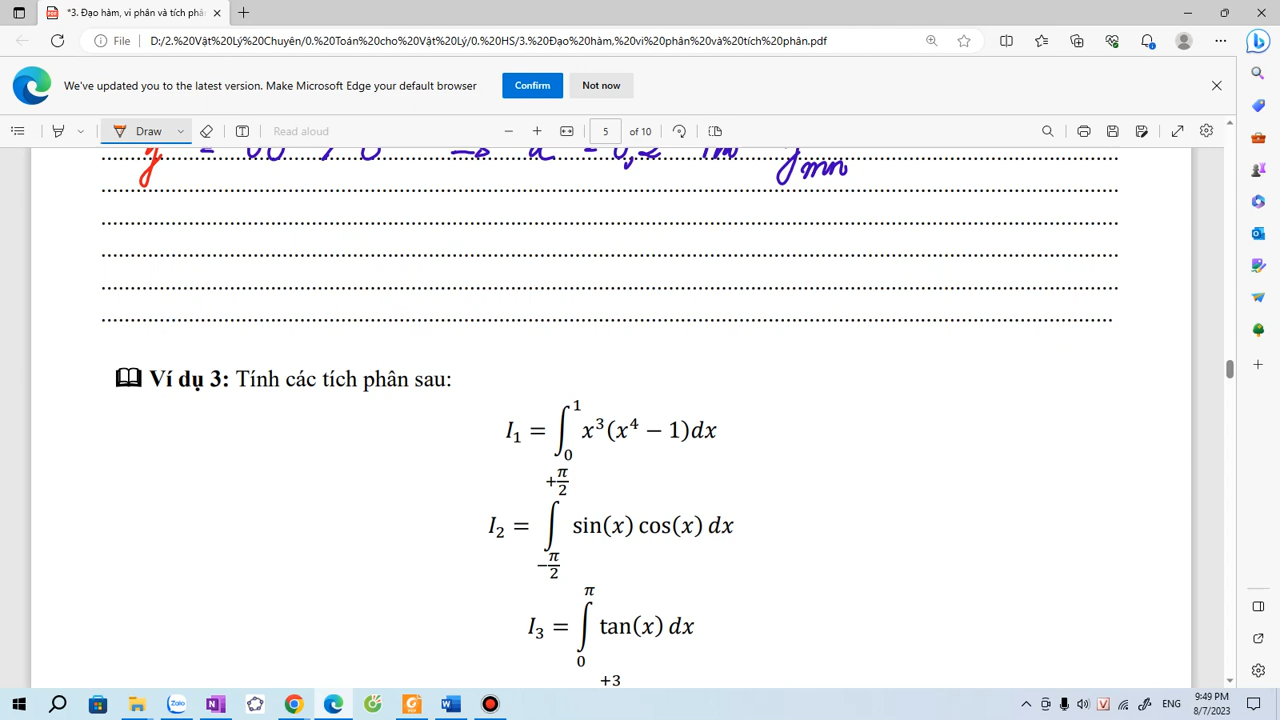 *3. Đạo hàm, vi phân và tích phâ
File
D:/2.%20Vật%20Lý%20Chuyên/0.%20Toán%20cho%20Vật%20Lý/0.%20HS/3.%20Đạo%20hàm,%20vi%20phân%20và%20tích%20phân.pdf
We've updated you to the latest version. Make Microsoft Edge your default browser
Confirm
Not now
Draw
Read aloud
5
of 10
y min
Ví dụ 3: Tính các tích phân sau:
I₁ = ∫₀¹ x³(x⁴ − 1)dx
I₂ = ∫_{−π/2}^{+π/2} sin(x) cos(x) dx
I₃ = ∫₀^π tan(x) dx
+3
Zalo
ENG
9:49 PM
8/7/2023